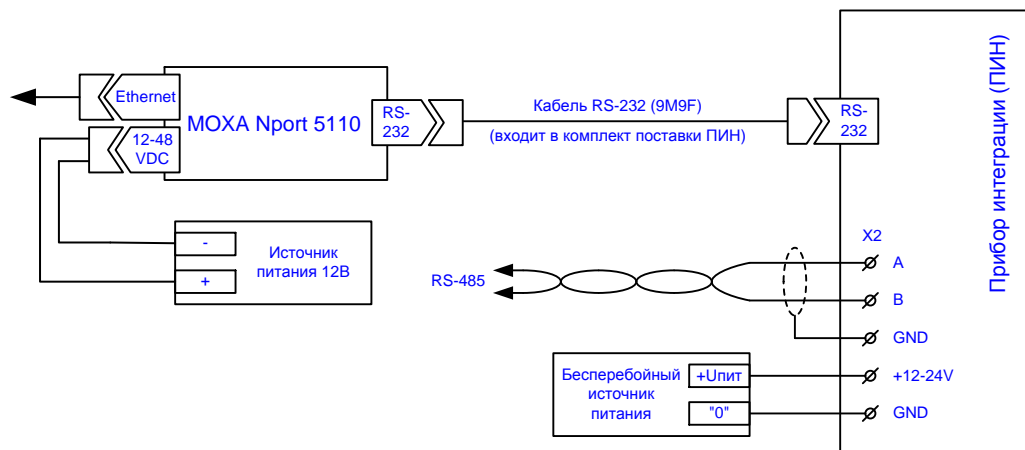 Ethernet
12-48
VDC
MOXA Nport 5110
RS-
232
Кабель RS-232 (9M9F)
(входит в комплект поставки ПИН)
RS-
232
Прибор интеграции (ПИН)
-
+
Источник
питания 12В
RS-485
X2
A
B
GND
+12-24V
GND
Бесперебойный
источник
питания
+Uпит
"0"